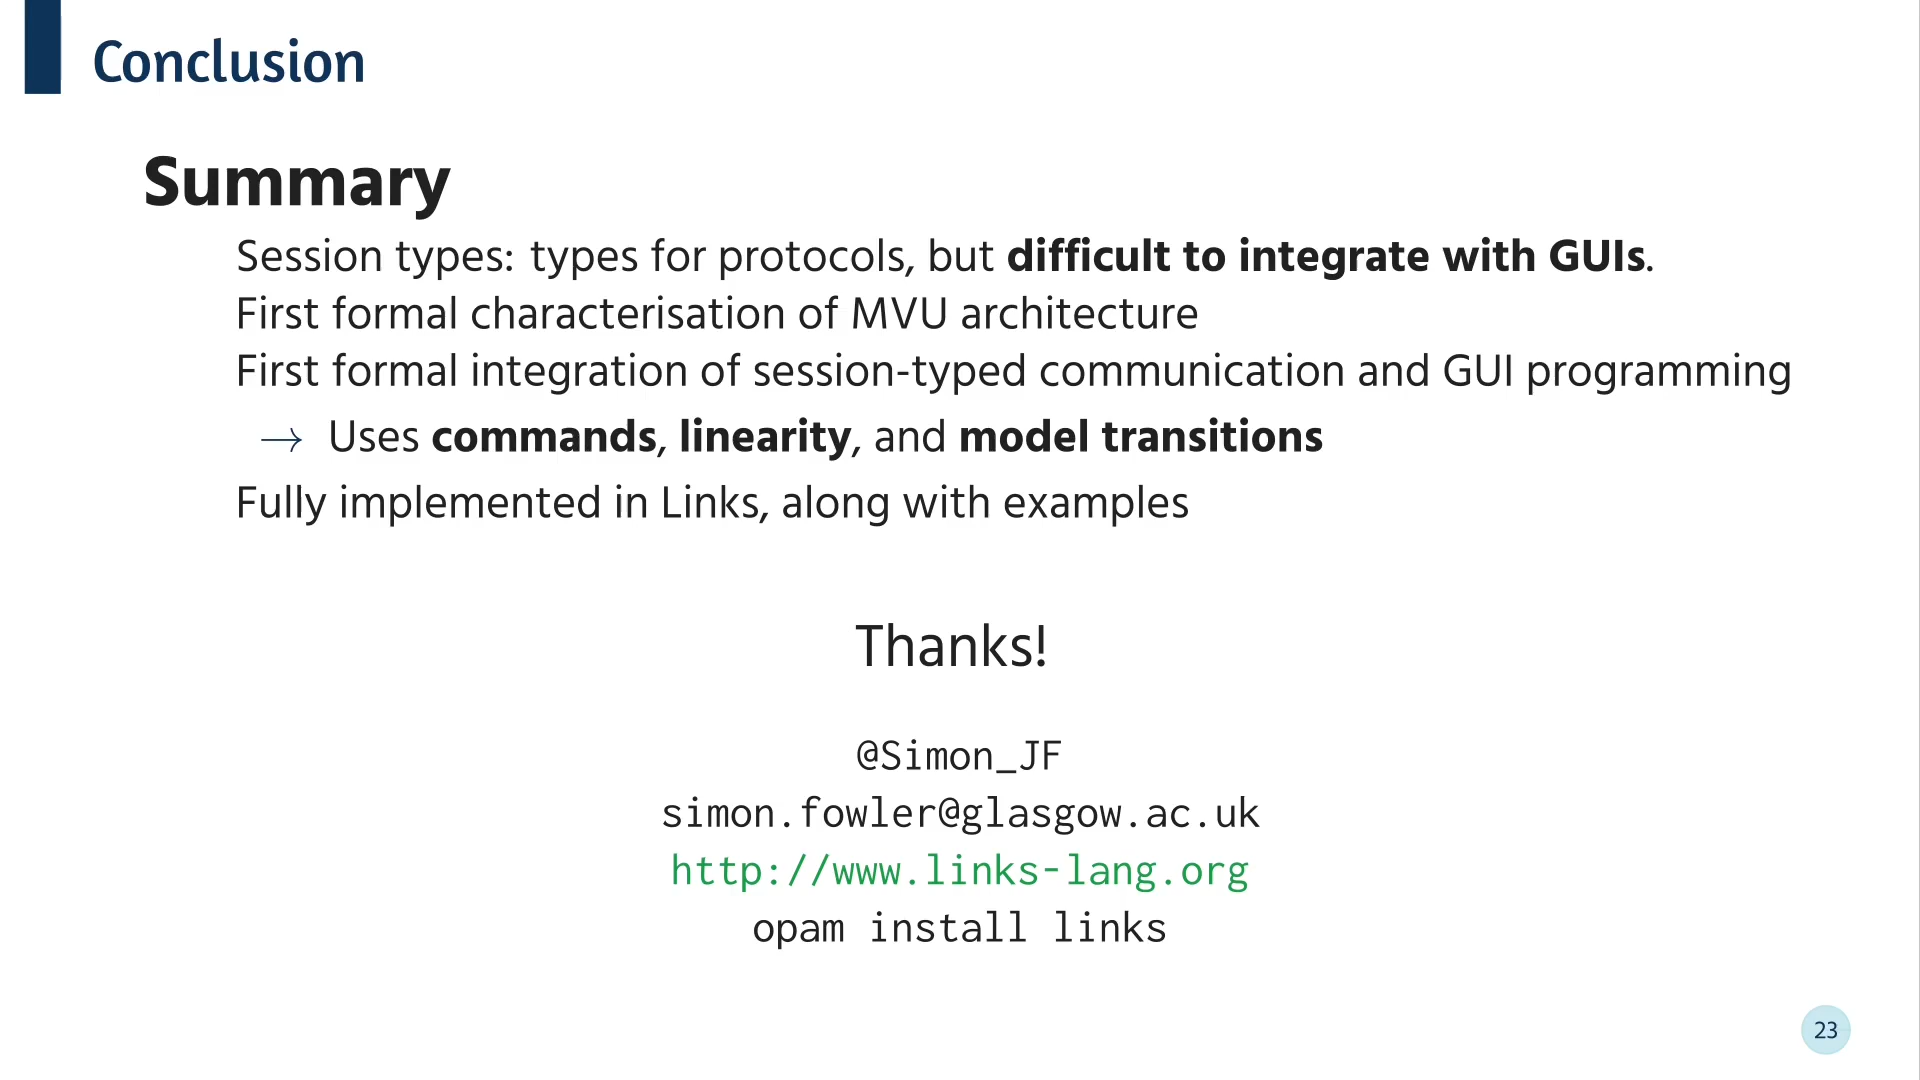 Conclusion
Summary
Session types: types for protocols, but difficult to integrate with GUIs.
First formal characterisation of MVU architecture
First formal integration of session-typed communication and GUI programming
→ Uses commands, linearity, and model transitions
Fully implemented in Links, along with examples
Thanks!
@Simon_JF
simon.fowler@glasgow.ac.uk
http://www.links-lang.org
opam install links
23